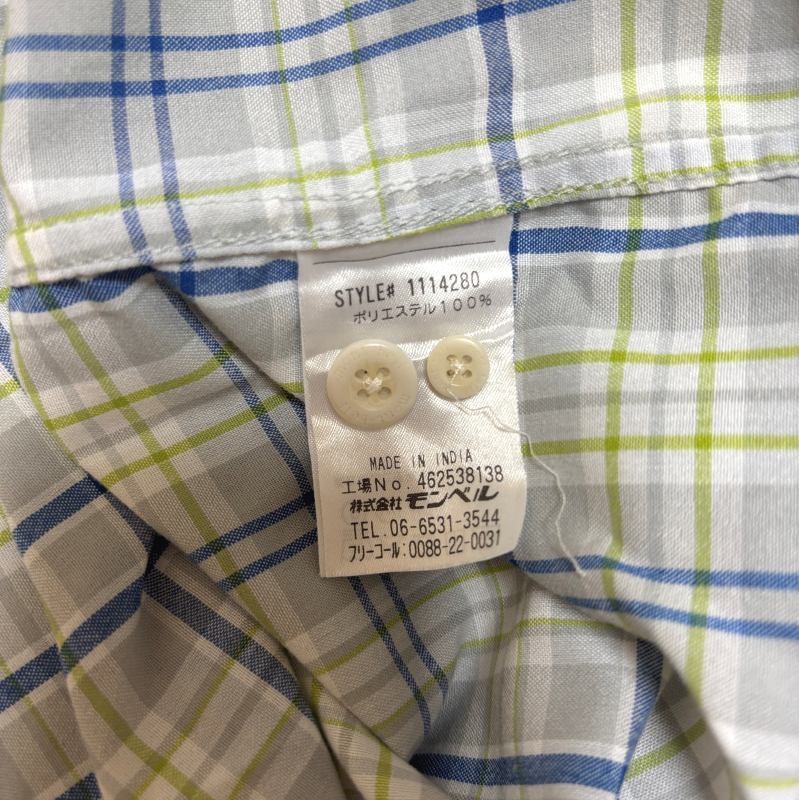 STYLE# 1114280
ポリエステル100%
MADE IN INDIA
工場No. 462538138
株式会社 モンベル
TEL. 06-6531-3544
フリーコール:0088-22-0031